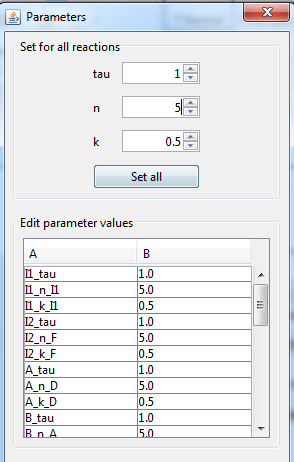 Parameters
Set for all reactions
tau 1
n 5
k 0.5
Set all
Edit parameter values
A B
I1_tau 1.0
I1_n_I1 5.0
I1_k_I1 0.5
I2_tau 1.0
I2_n_F 5.0
I2_k_F 0.5
A_tau 1.0
A_n_D 5.0
A_k_D 0.5
B_tau 1.0
B_n_A 5.0